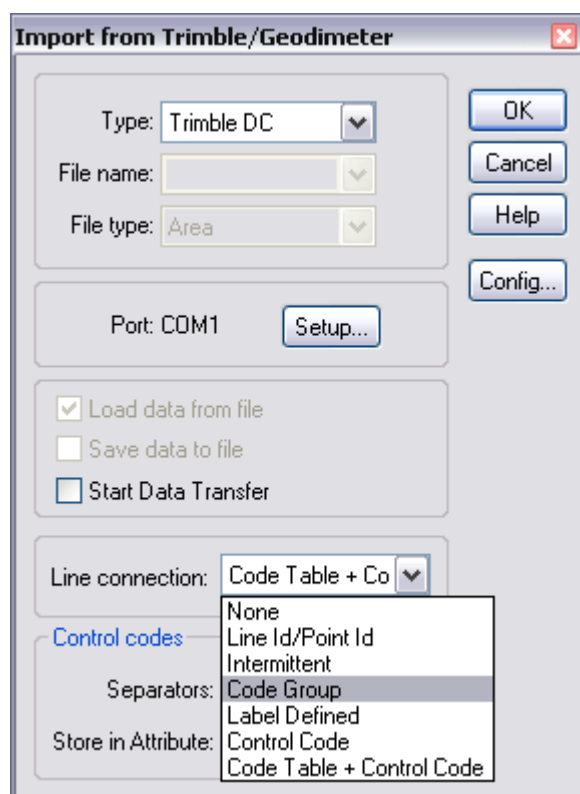 Import from Trimble/Geodimeter
Type: Trimble DC
OK
File name:
Cancel
File type: Area
Help
Config...
Port: COM1 Setup...
Load data from file
Save data to file
Start Data Transfer
Line connection: Code Table + Co
None
Line Id/Point Id
Control codes
Intermittent
Separators: Code Group
Label Defined
Store in Attribute: Control Code
Code Table + Control Code